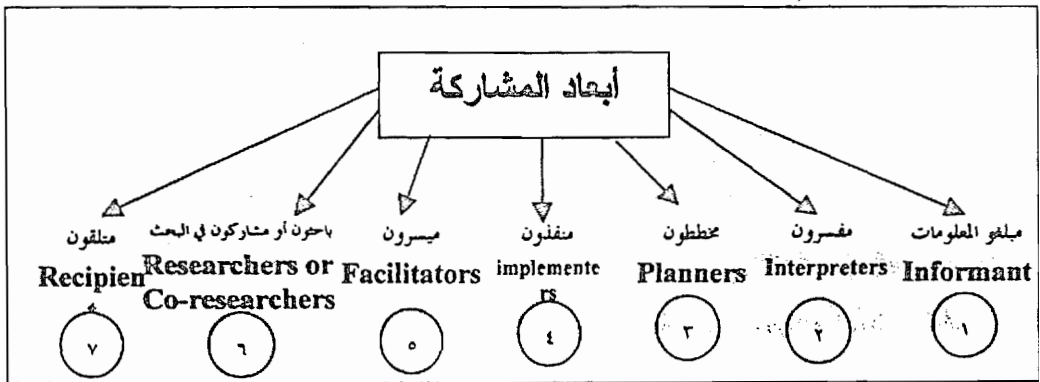 أبعاد المشاركة
مبلغو المعلومات
Informant
١
مفسرون
Interpreters
٢
مخططون
Planners
٣
منفذون
implemente
rs
٤
ميسرون
Facilitators
٥
باحثون أو مشاركون في البحث
Researchers or
Co-researchers
٦
متلقون
Recipien
٧